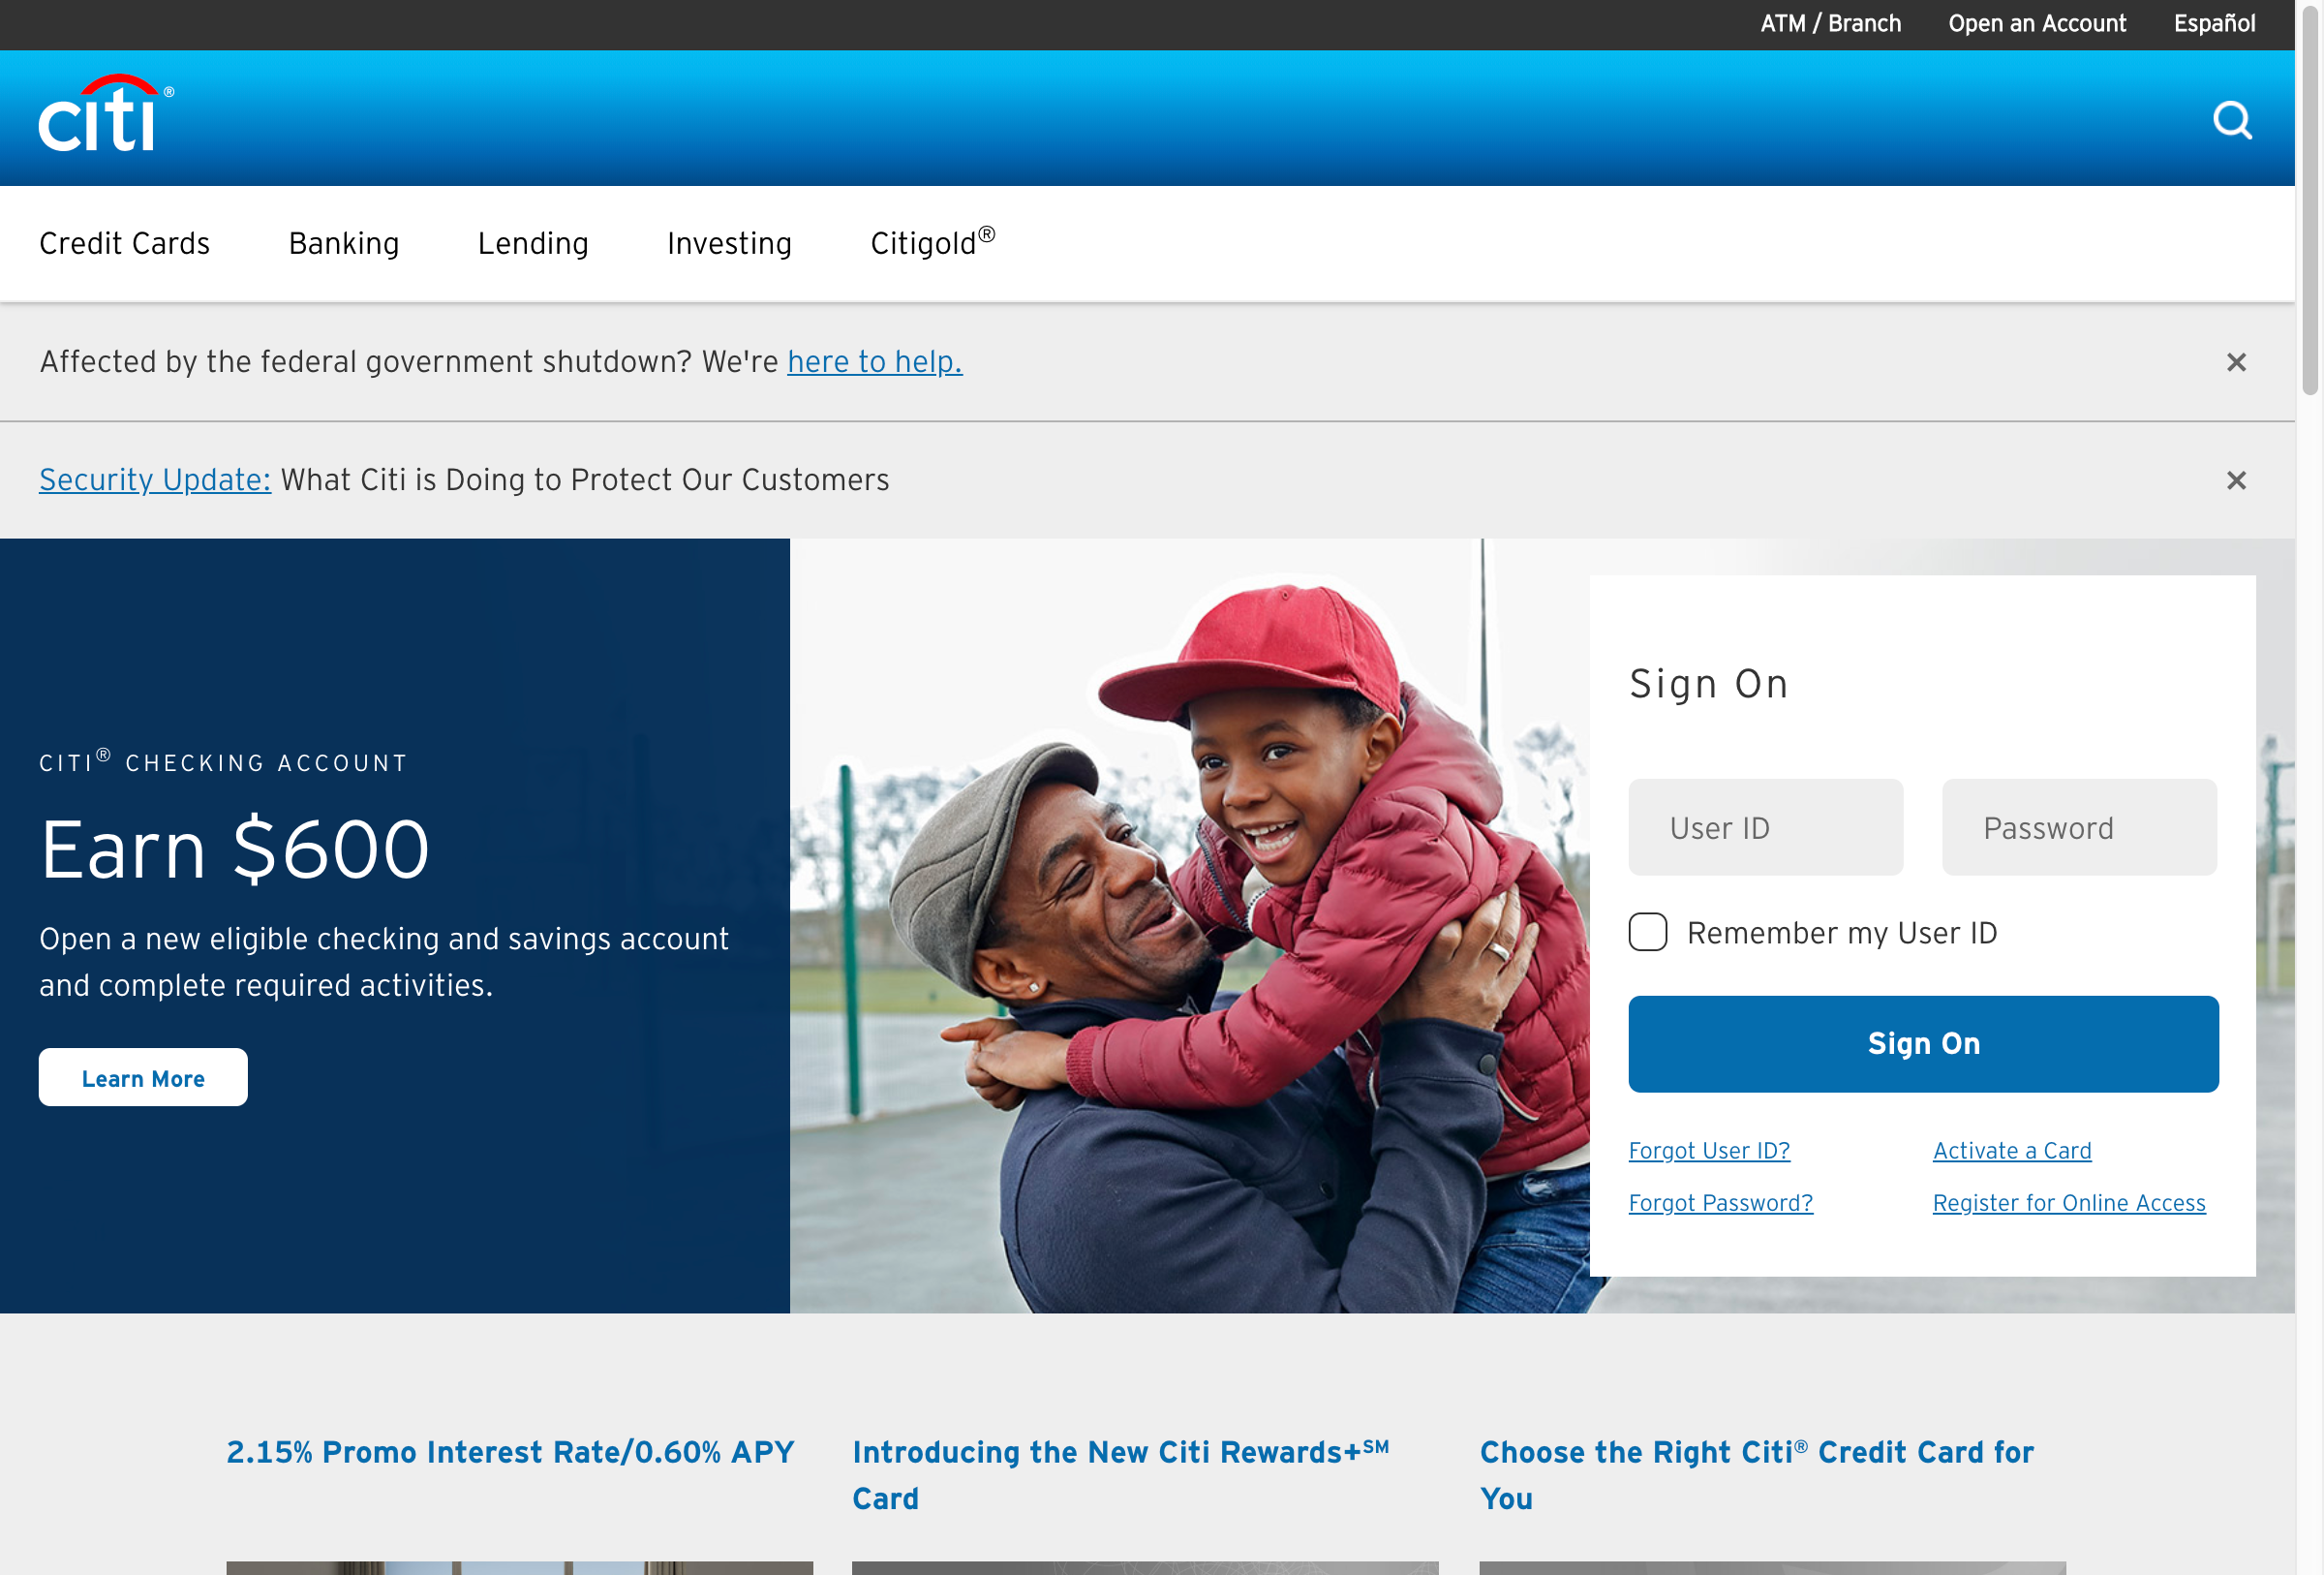 ATM / Branch
Open an Account
Español
citi®
Credit Cards
Banking
Lending
Investing
Citigold®
Affected by the federal government shutdown? We're here to help.
Security Update: What Citi is Doing to Protect Our Customers
CITI® CHECKING ACCOUNT
Earn $600
Open a new eligible checking and savings account
and complete required activities.
Learn More
Sign On
User ID
Password
Remember my User ID
Sign On
Forgot User ID?
Activate a Card
Forgot Password?
Register for Online Access
2.15% Promo Interest Rate/0.60% APY
Introducing the New Citi Rewards+℠
Card
Choose the Right Citi® Credit Card for
You